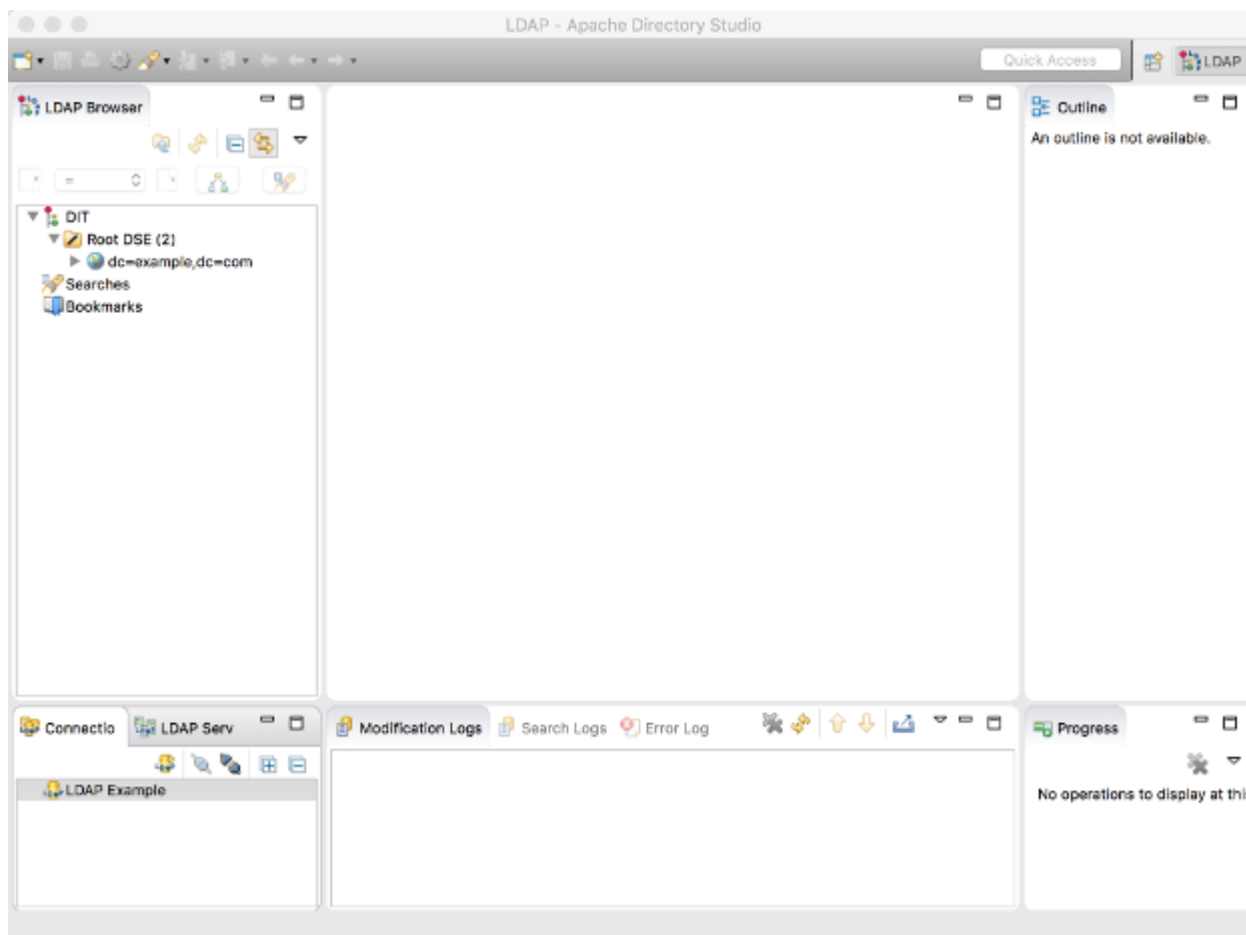 LDAP - Apache Directory Studio
Quick Access
LDAP
LDAP Browser
Outline
An outline is not available.
=
DIT
Root DSE (2)
dc=example,dc=com
Searches
Bookmarks
Connectio
LDAP Serv
Modification Logs
Search Logs
Error Log
Progress
LDAP Example
No operations to display at thi